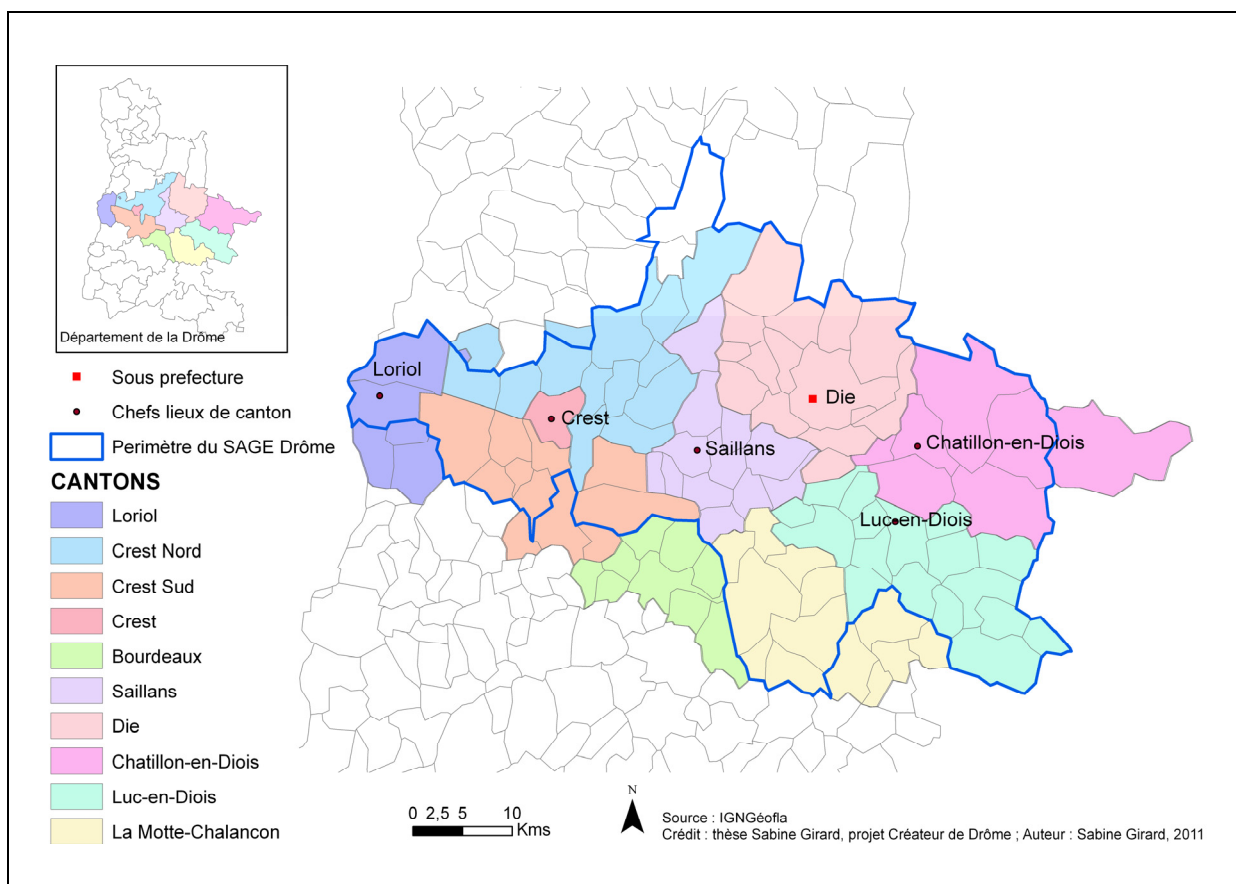 Département de la Drôme
Sous prefecture
Chefs lieux de canton
Perimètre du SAGE Drôme
CANTONS
Loriol
Crest Nord
Crest Sud
Crest
Bourdeaux
Saillans
Die
Chatillon-en-Diois
Luc-en-Diois
La Motte-Chalancon
Loriol
Crest
Die
Saillans
Chatillon-en-Diois
Luc-en-Diois
0 2,5 5 10
Kms
N
Source : IGNGéofla
Crédit : thèse Sabine Girard, projet Créateur de Drôme ; Auteur : Sabine Girard, 2011